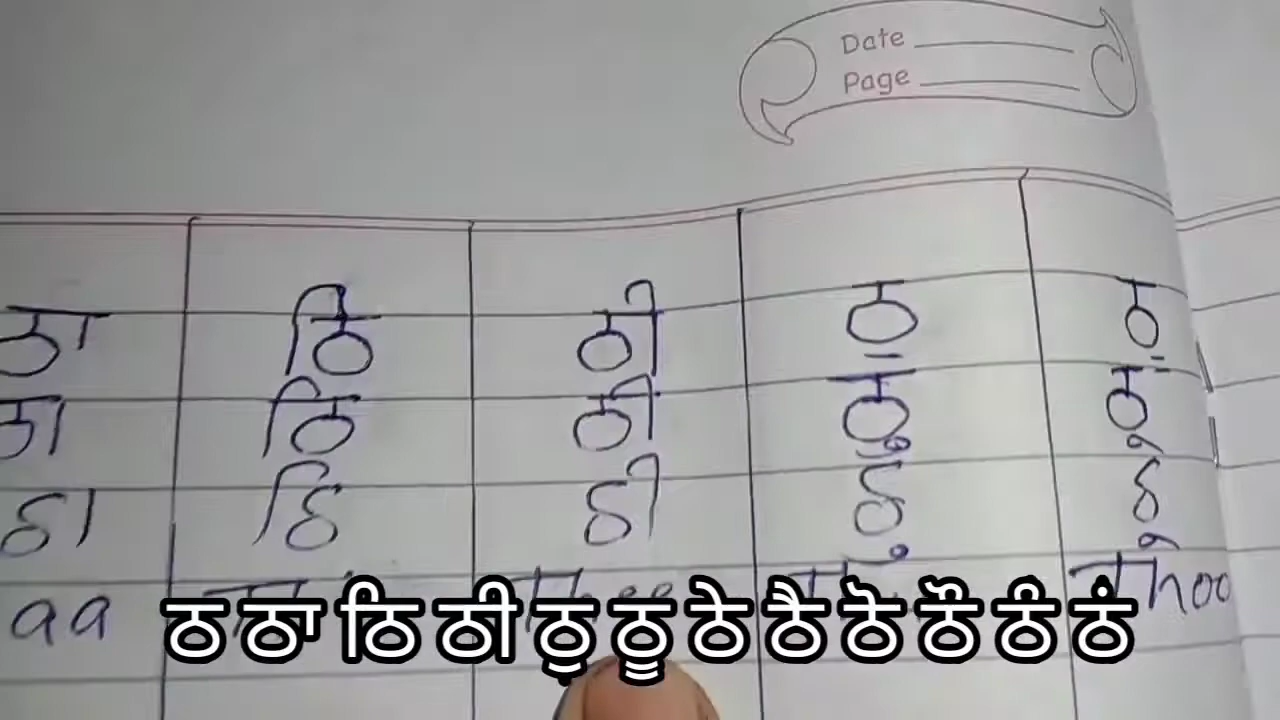 Date
Page
ਠਾ ਠਿ ਠੀ ਠੁ ਠੂ
ठा ठि ठी ठु ठू
ઠા ઠિ ઠી ઠુ ઠૂ
aa Thee Thoo
ਠ ਠਾ ਠਿ ਠੀ ਠੁ ਠੂ ਠੇ ਠੈ ਠੋ ਠੌ ਠੰ ਠਂ